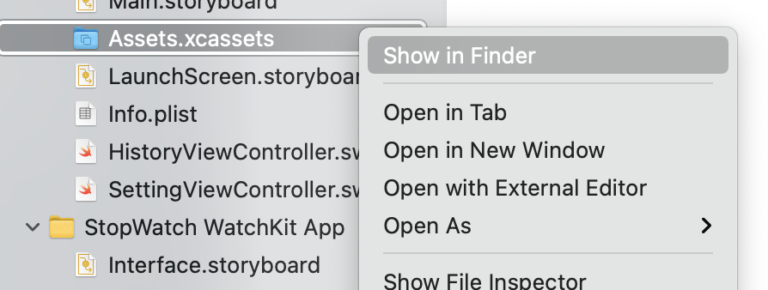 Main.storyboard
Assets.xcassets
Show in Finder
LaunchScreen.storyboar
Open in Tab
Info.plist
Open in New Window
HistoryViewController.sw
Open with External Editor
SettingViewController.sw
Open As
StopWatch WatchKit App
Interface.storyboard
Show File Inspector